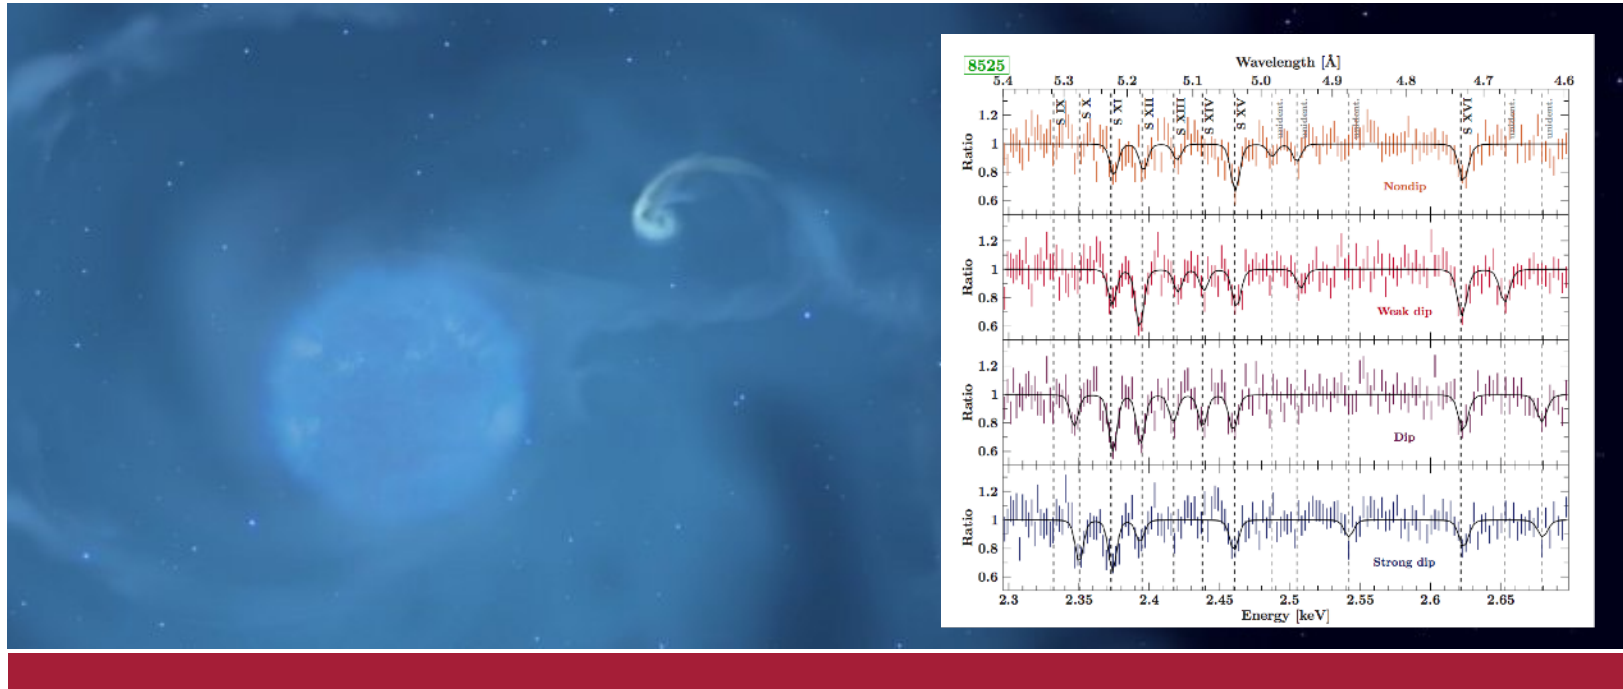 8525
Wavelength [Å]
5.4 5.3 5.2 5.1 5.0 4.9 4.8 4.7 4.6
S IX
S X
S XI
S XII
S XIII
S XIV
S XV
unident.
unident.
unident.
S XVI
unident.
unident.
Ratio
1.2
1
0.8
0.6
Nondip
Ratio
1.2
1
0.8
0.6
Weak dip
Ratio
1.2
1
0.8
0.6
Dip
Ratio
1.2
1
0.8
0.6
Strong dip
2.3 2.35 2.4 2.45 2.5 2.55 2.6 2.65
Energy [keV]